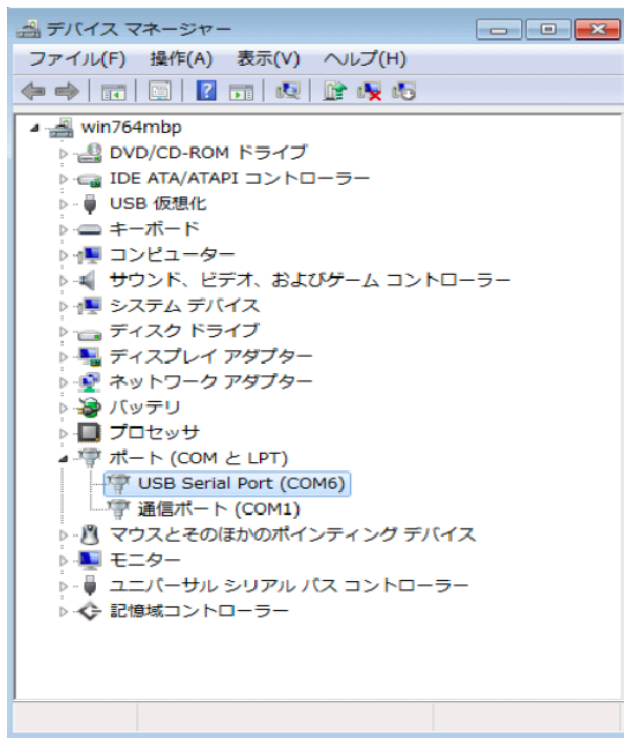 デバイス マネージャー
ファイル(F) 操作(A) 表示(V) ヘルプ(H)
win764mbp
DVD/CD-ROM ドライブ
IDE ATA/ATAPI コントローラー
USB 仮想化
キーボード
コンピューター
サウンド、ビデオ、およびゲーム コントローラー
システム デバイス
ディスク ドライブ
ディスプレイ アダプター
ネットワーク アダプター
バッテリ
プロセッサ
ポート (COM と LPT)
USB Serial Port (COM6)
通信ポート (COM1)
マウスとそのほかのポインティング デバイス
モニター
ユニバーサル シリアル バス コントローラー
記憶域コントローラー